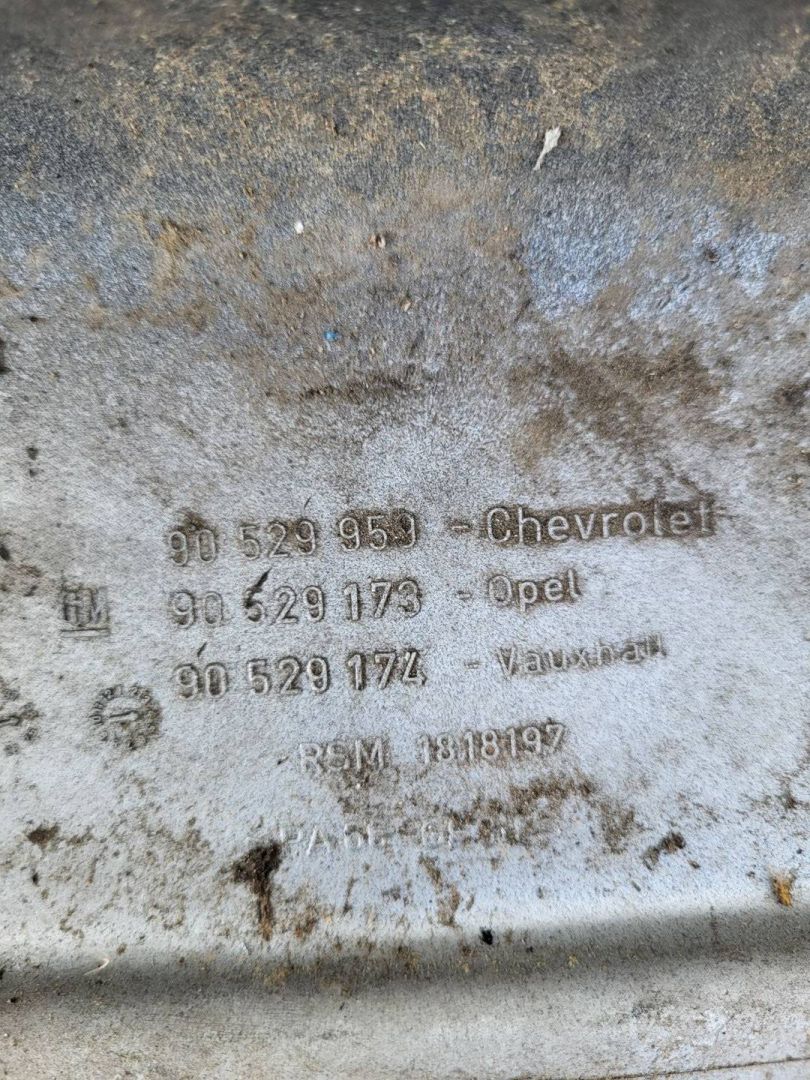 90 529 959 - Chevrolet
GM 90 529 173 - Opel
90 529 174 - Vauxhall
RSM 1818197